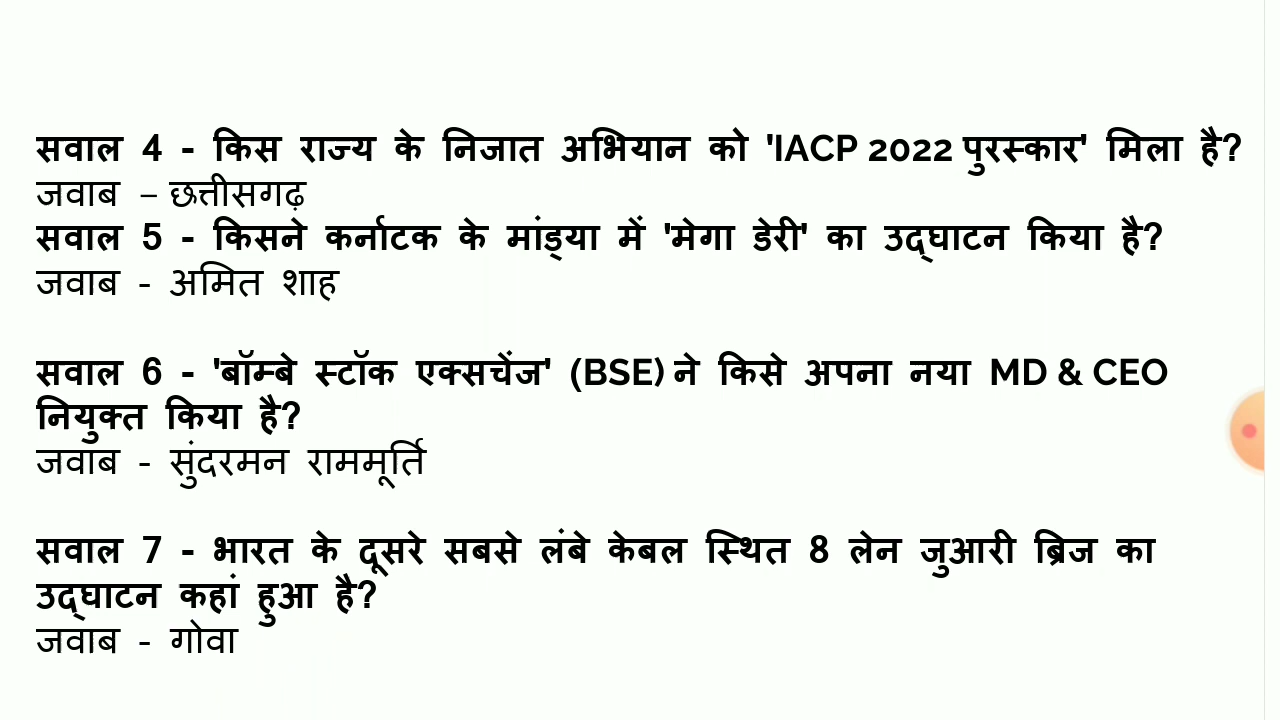 सवाल 4 - किस राज्य के निजात अभियान को 'IACP 2022 पुरस्कार' मिला है?
जवाब – छत्तीसगढ़
सवाल 5 - किसने कर्नाटक के मांड्या में 'मेगा डेरी' का उद्घाटन किया है?
जवाब - अमित शाह
सवाल 6 - 'बॉम्बे स्टॉक एक्सचेंज' (BSE) ने किसे अपना नया MD & CEO
नियुक्त किया है?
जवाब - सुंदरमन राममूर्ति
सवाल 7 - भारत के दूसरे सबसे लंबे केबल स्थित 8 लेन जुआरी ब्रिज का
उद्घाटन कहां हुआ है?
जवाब - गोवा